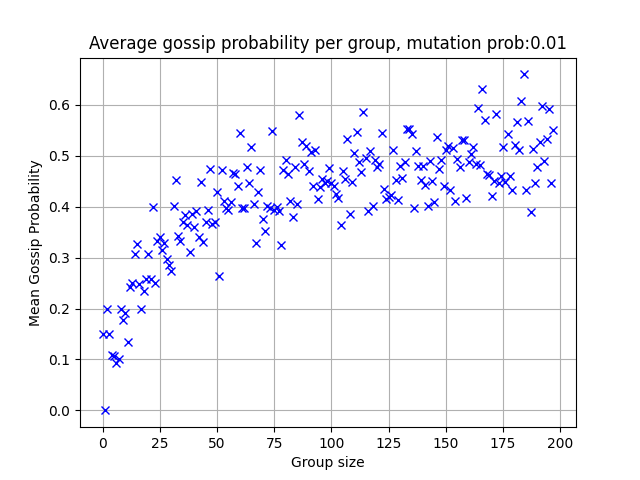 Average gossip probability per group, mutation prob:0.01
0.6
0.5
0.4
0.3
0.2
0.1
0.0
Mean Gossip Probability
0 25 50 75 100 125 150 175 200
Group size